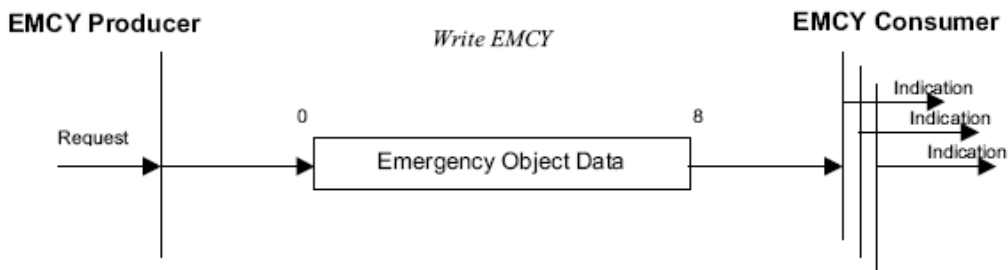 EMCY Producer
Write EMCY
EMCY Consumer
Indication
0
8
Indication
Request
Indication
Emergency Object Data